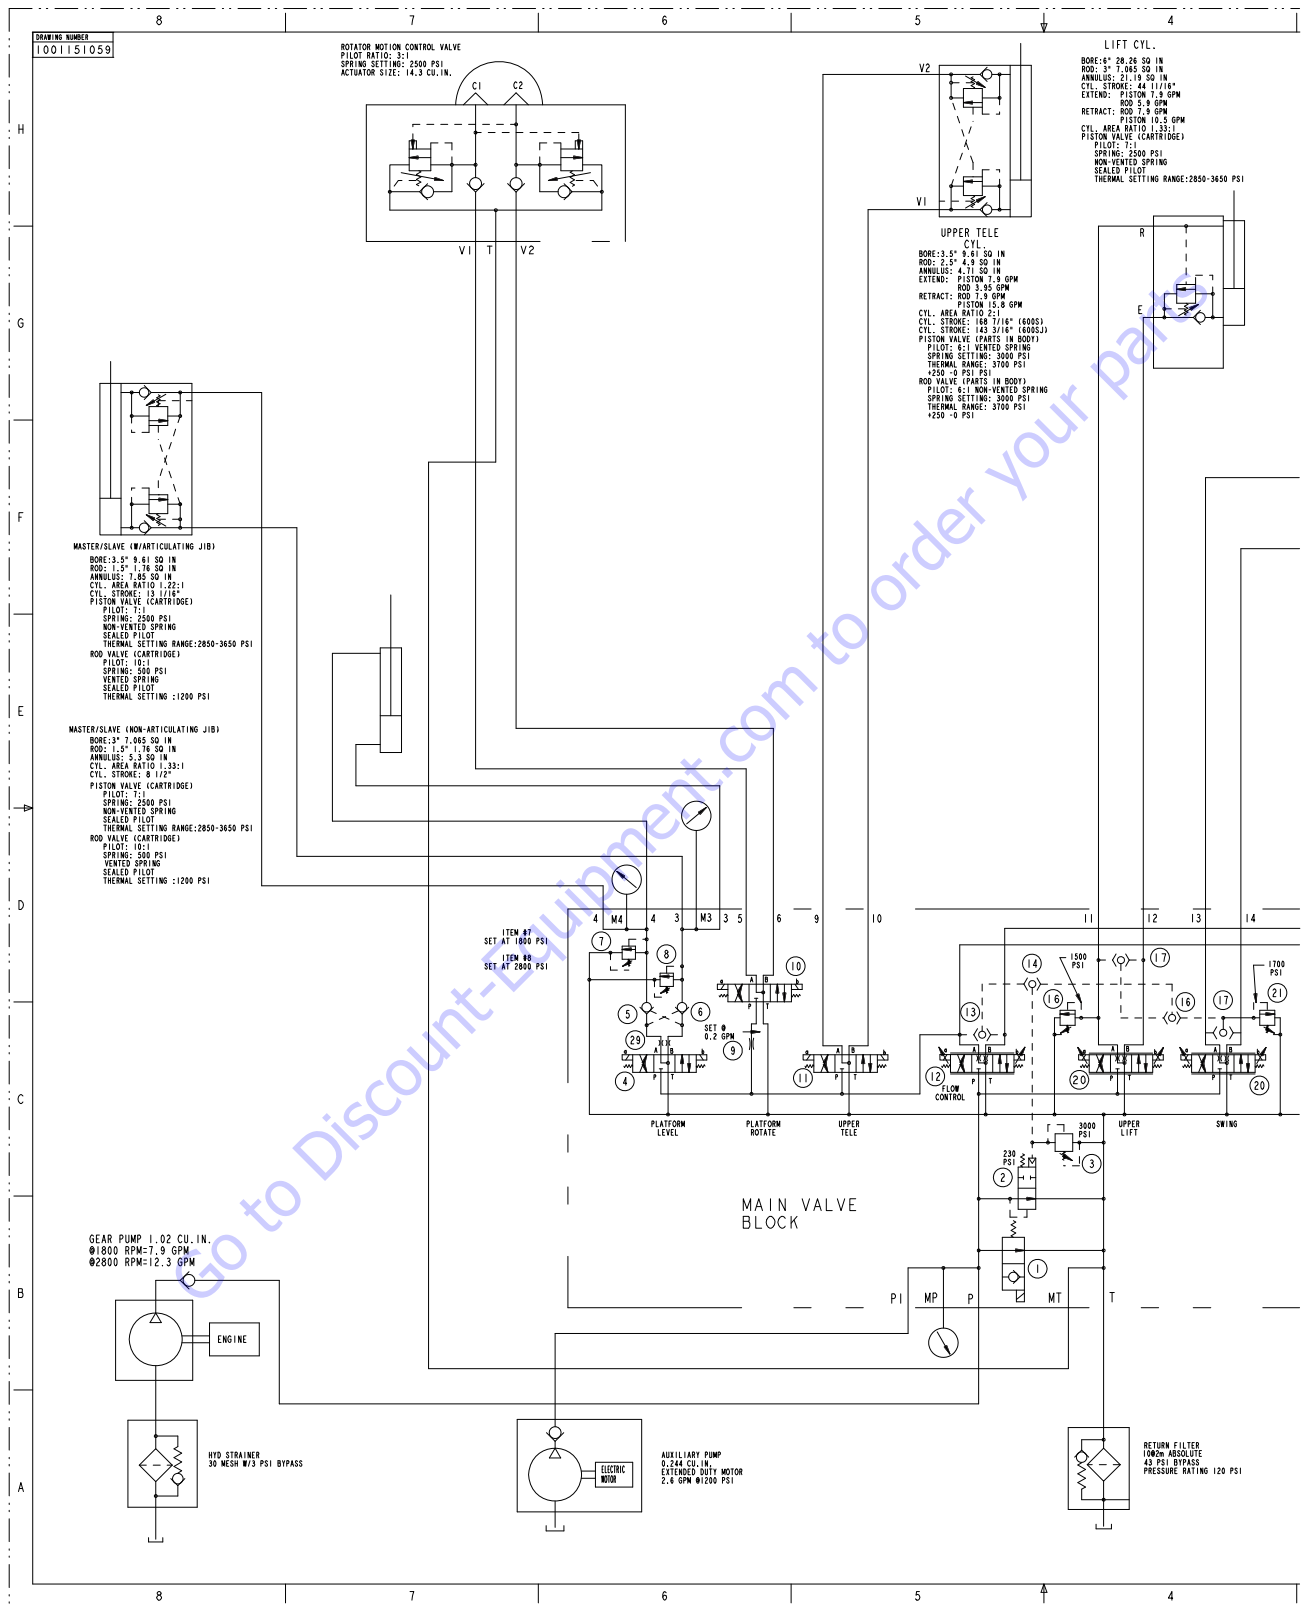 8 7 6 5 4
DRAWING NUMBER
1001151059
ROTATOR MOTION CONTROL VALVE
PILOT RATIO: 3:1
SPRING SETTING: 2500 PSI
ACTUATOR SIZE: 14.3 CU.IN.
C1 C2
V1 T V2
V2
V1
UPPER TELE
CYL.
BORE:3.5" 9.61 SQ IN
ROD: 2.5" 4.9 SQ IN
ANNULUS: 4.71 SQ IN
EXTEND: PISTON 7.9 GPM
ROD 3.95 GPM
RETRACT: ROD 7.9 GPM
PISTON 15.8 GPM
CYL. AREA RATIO 2:1
CYL. STROKE: 168 7/16" (600S)
CYL. STROKE: 143 3/16" (600SJ)
PISTON VALVE (PARTS IN BODY)
PILOT: 6:1 VENTED SPRING
SPRING SETTING: 3000 PSI
THERMAL RANGE: 3700 PSI
+250 -0 PSI PSI
ROD VALVE (PARTS IN BODY)
PILOT: 6:1 NON-VENTED SPRING
SPRING SETTING: 3000 PSI
THERMAL RANGE: 3700 PSI
+250 -0 PSI
LIFT CYL.
BORE:6" 28.26 SQ IN
ROD: 3" 7.065 SQ IN
ANNULUS: 21.19 SQ IN
CYL. STROKE: 44 11/16"
EXTEND: PISTON 7.9 GPM
ROD 5.9 GPM
RETRACT: ROD 7.9 GPM
PISTON 10.5 GPM
CYL. AREA RATIO 1.33:1
PISTON VALVE (CARTRIDGE)
PILOT: 7:1
SPRING: 2500 PSI
NON-VENTED SPRING
SEALED PILOT
THERMAL SETTING RANGE:2850-3650 PSI
R
E
H
G
F
E
D
C
B
A
MASTER/SLAVE (W/ARTICULATING JIB)
BORE:3.5" 9.61 SQ IN
ROD: 1.5" 1.76 SQ IN
ANNULUS: 7.85 SQ IN
CYL. AREA RATIO 1.22:1
CYL. STROKE: 13 1/16"
PISTON VALVE (CARTRIDGE)
PILOT: 7:1
SPRING: 2500 PSI
NON-VENTED SPRING
SEALED PILOT
THERMAL SETTING RANGE:2850-3650 PSI
ROD VALVE (CARTRIDGE)
PILOT: 10:1
SPRING: 500 PSI
VENTED SPRING
SEALED PILOT
THERMAL SETTING :1200 PSI
MASTER/SLAVE (NON-ARTICULATING JIB)
BORE:3" 7.065 SQ IN
ROD: 1.5" 1.76 SQ IN
ANNULUS: 5.3 SQ IN
CYL. AREA RATIO 1.33:1
CYL. STROKE: 8 1/2"
PISTON VALVE (CARTRIDGE)
PILOT: 7:1
SPRING: 2500 PSI
NON-VENTED SPRING
SEALED PILOT
THERMAL SETTING RANGE:2850-3650 PSI
ROD VALVE (CARTRIDGE)
PILOT: 10:1
SPRING: 500 PSI
VENTED SPRING
SEALED PILOT
THERMAL SETTING :1200 PSI
4 M4 4 3 M3 3 5 6 9 10 11 12 13 14
ITEM #7
SET AT 1800 PSI
ITEM #8
SET AT 2800 PSI
7 8 10 14 17
1500
PSI
1700
PSI
5 6 13 16 16 17 21
SET @
0.2 GPM
29 9
4 11 12 20 20
A B
P T
FLOW
CONTROL
PLATFORM
LEVEL
PLATFORM
ROTATE
UPPER
TELE
UPPER
LIFT
SWING
3000
PSI
3
230
PSI
2
1
MAIN VALVE
BLOCK
P1 MP P MT T
GEAR PUMP 1.02 CU.IN.
@1800 RPM=7.9 GPM
@2800 RPM=12.3 GPM
ENGINE
HYD STRAINER
30 MESH W/3 PSI BYPASS
ELECTRIC
MOTOR
AUXILIARY PUMP
0.244 CU.IN.
EXTENDED DUTY MOTOR
2.6 GPM @1200 PSI
RETURN FILTER
10@2m ABSOLUTE
43 PSI BYPASS
PRESSURE RATING 120 PSI
8 7 6 5 4
Go to Discount-Equipment.com to order your parts